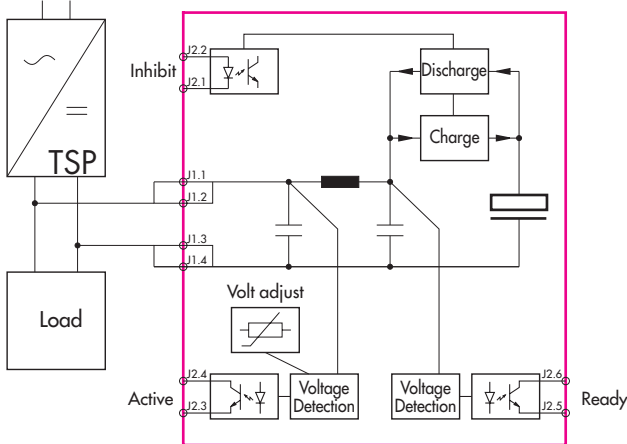 J2.2
Inhibit
J2.1
Discharge
Charge
TSP
J1.1
J1.2
J1.3
J1.4
Load
Volt adjust
J2.4
Active
J2.3
Voltage
Detection
Voltage
Detection
J2.6
Ready
J2.5